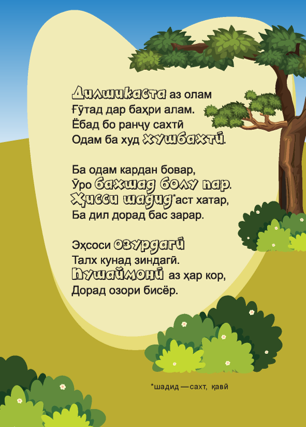 Дилшикаста аз олам
Ғӯтад дар баҳри алам.
Ёбад бо ранҷу сахтӣ
Одам ба худ хушбахтӣ.
Ба одам кардан бовар,
Ӯро бахшад болу пар.
Ҳисси шадид*аст хатар,
Ба дил дорад бас зарар.
Эҳсоси озурдагӣ
Талх кунад зиндагӣ.
Пушаймонӣ аз ҳар кор,
Дорад озори бисёр.
*шадид — сахт, қавӣ